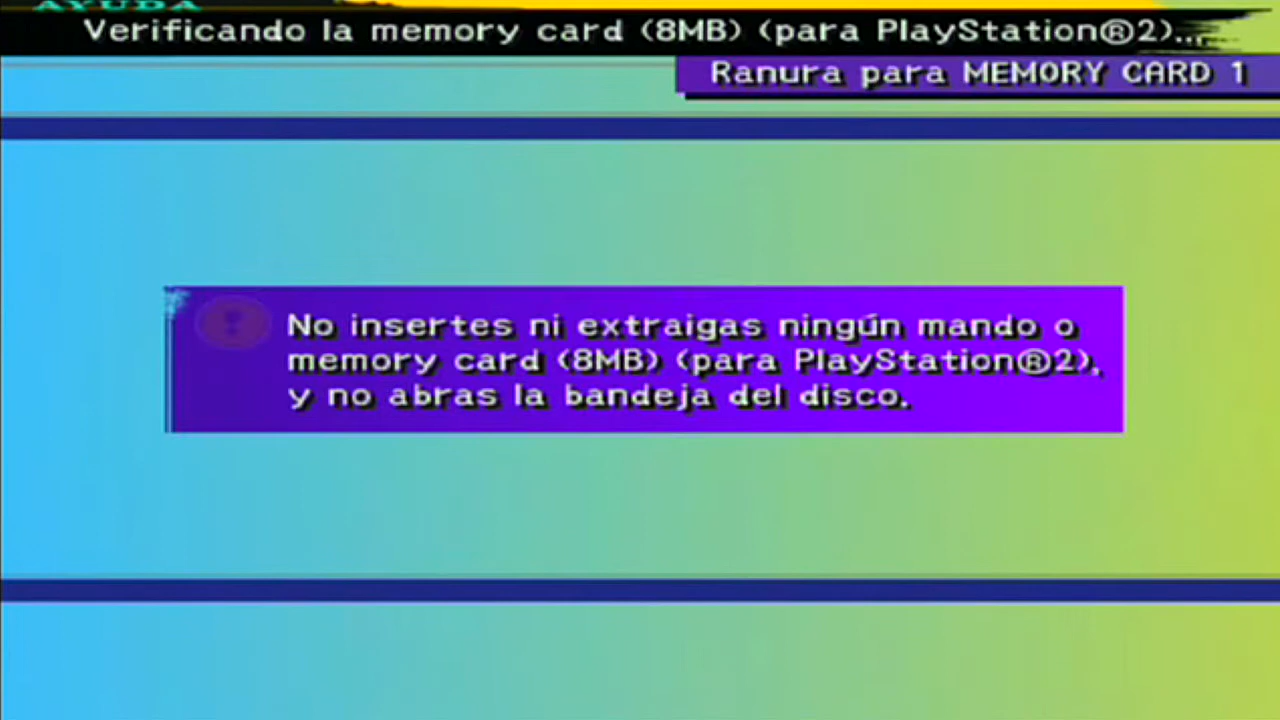 AYUDA
Verificando la memory card (8MB) (para PlayStation®2)...
Ranura para MEMORY CARD 1
No insertes ni extraigas ningún mando o
memory card (8MB) (para PlayStation®2),
y no abras la bandeja del disco.